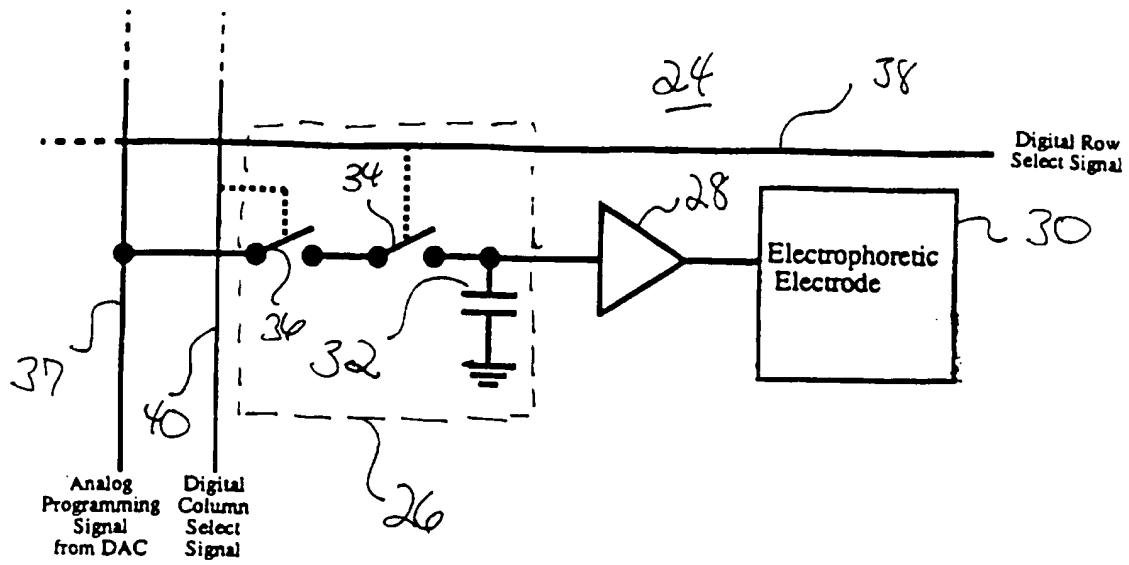 24
38
Digital Row
Select Signal
34
28
30
Electrophoretic
Electrode
36
32
37
40
26
Analog
Programming
Signal
from DAC
Digital
Column
Select
Signal